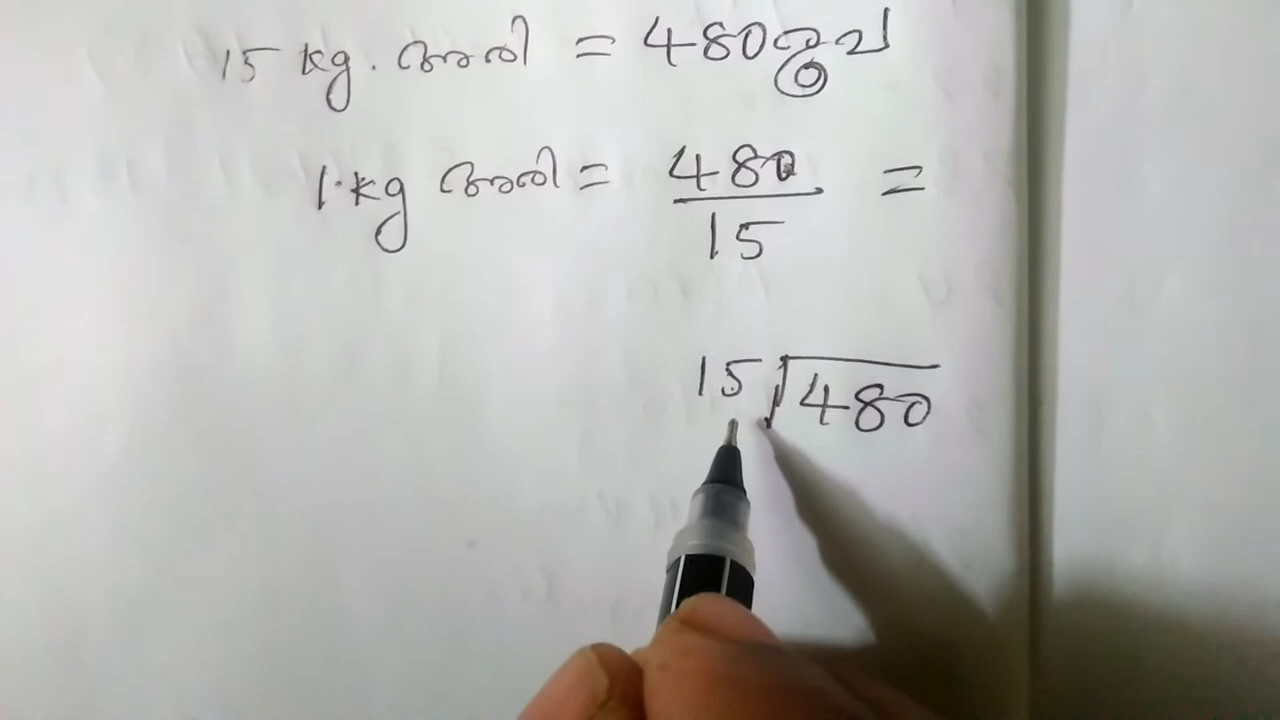 15 kg. അരി = 480 രൂപ
1.kg അരി = 480/15 =
15)480